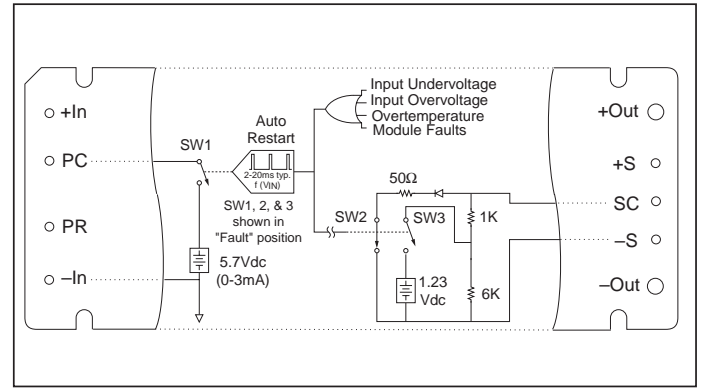 +In
PC
PR
–In
SW1
5.7Vdc
(0-3mA)
Auto
Restart
2-20ms typ.
f (VIN)
SW1, 2, & 3
shown in
"Fault" position
Input Undervoltage
Input Overvoltage
Overtemperature
Module Faults
50Ω
SW2
SW3
1K
1.23
Vdc
6K
+Out
+S
SC
–S
–Out